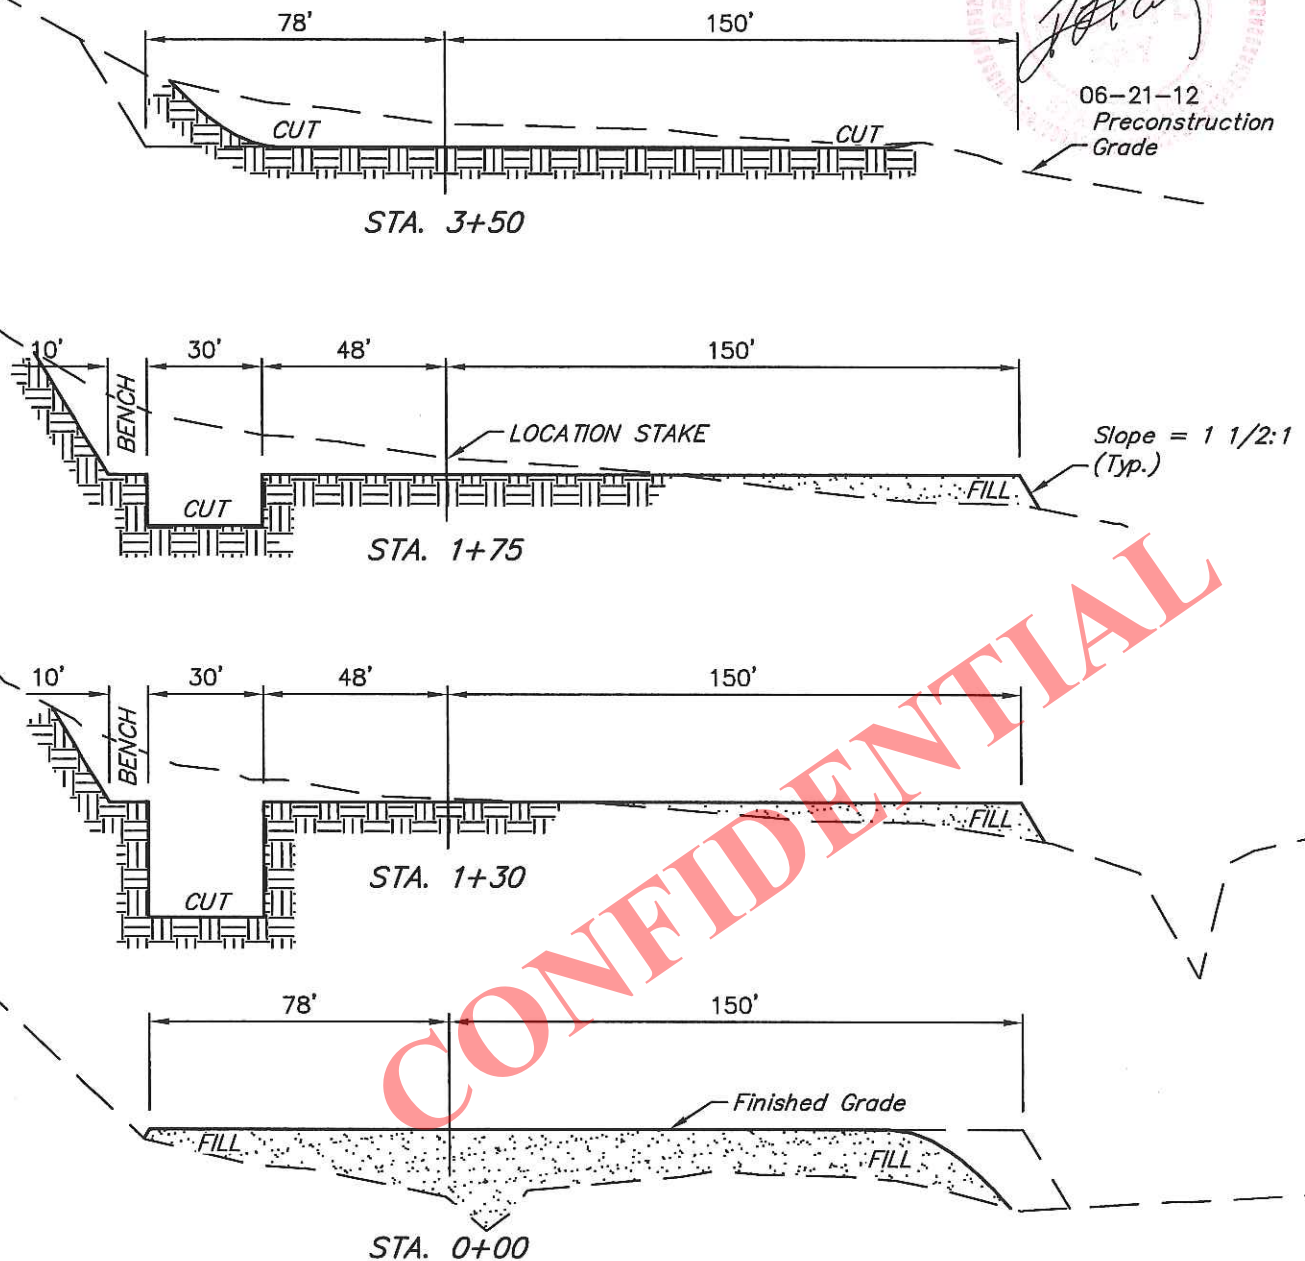 78' 150'
06-21-12
Preconstruction
Grade
CUT CUT
STA. 3+50
10' 30' 48' 150'
BENCH
LOCATION STAKE
Slope = 1 1/2:1
(Typ.)
CUT
FILL
STA. 1+75
10' 30' 48' 150'
BENCH
FILL
CUT
STA. 1+30
78' 150'
Finished Grade
FILL
FILL
STA. 0+00
CONFIDENTIAL